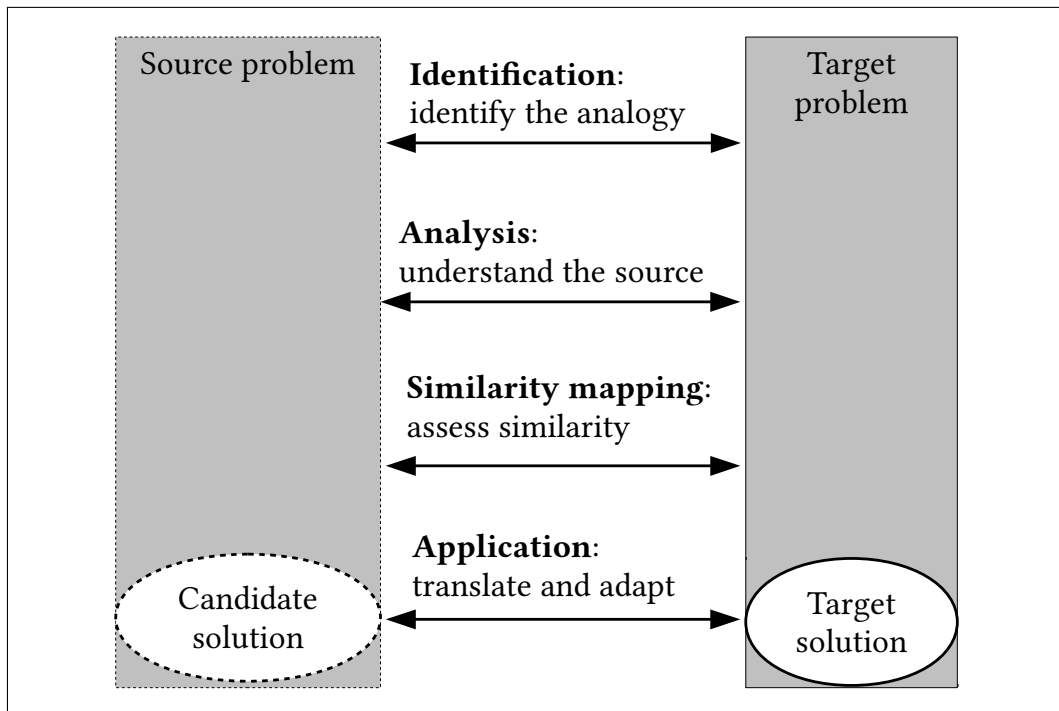 Source problem
Identification:
identify the analogy
Target
problem
Analysis:
understand the source
Similarity mapping:
assess similarity
Application:
translate and adapt
Candidate
solution
Target
solution